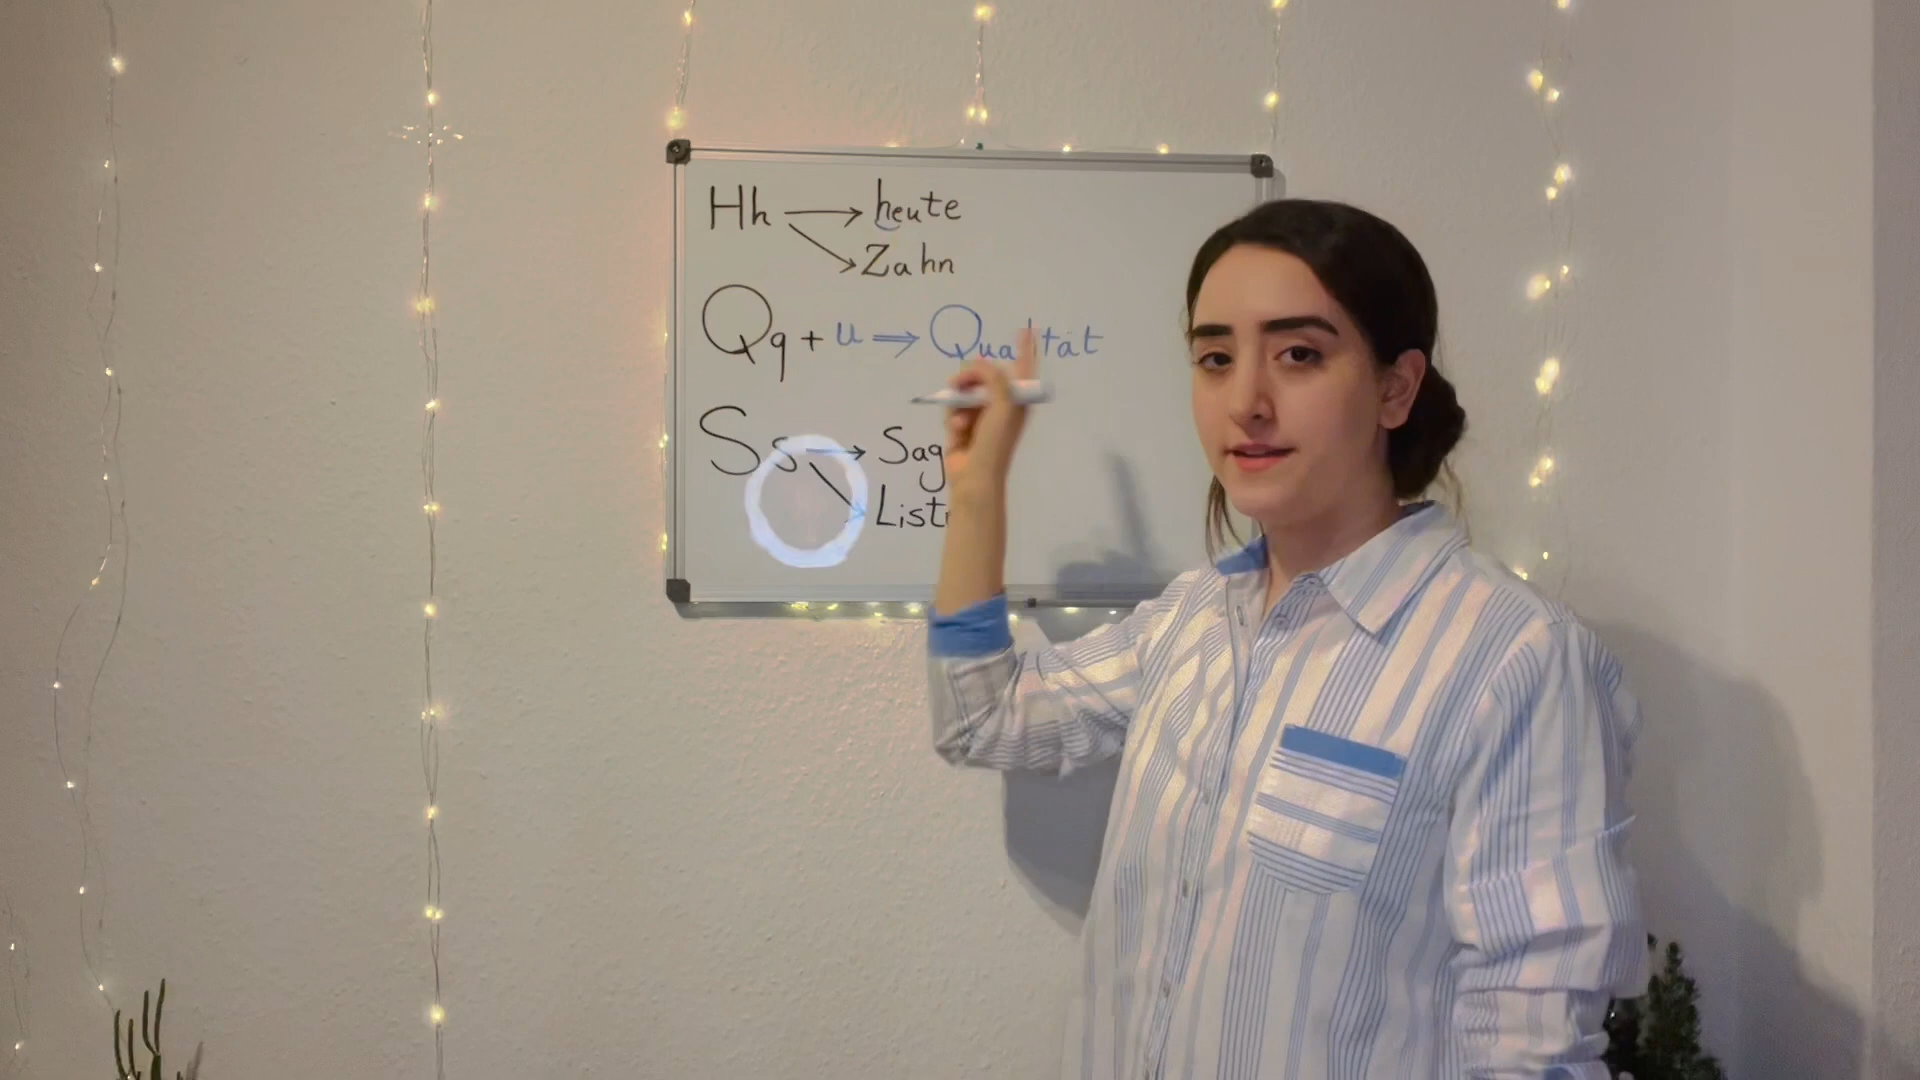 Hh → heute
Zahn
Qq + u ⇒ Qualität
Ss → Sag
List